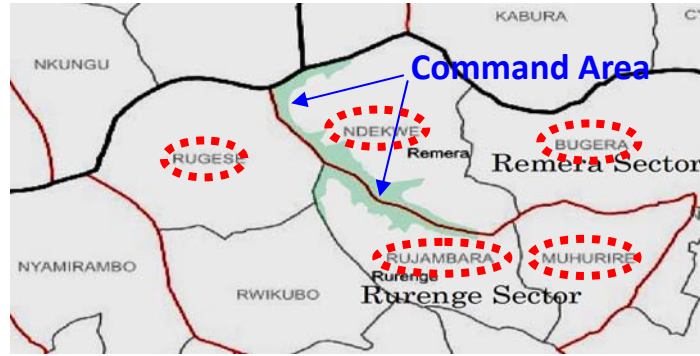 KABURA
NKUNGU
Command Area
NDEKWE
RUGESE
Remera
BUGERA
Remera Sector
RUJAMBARA
MUHURIRE
NYAMIRAMBO
Rurenge
RWIKUBO
Rurenge Sector